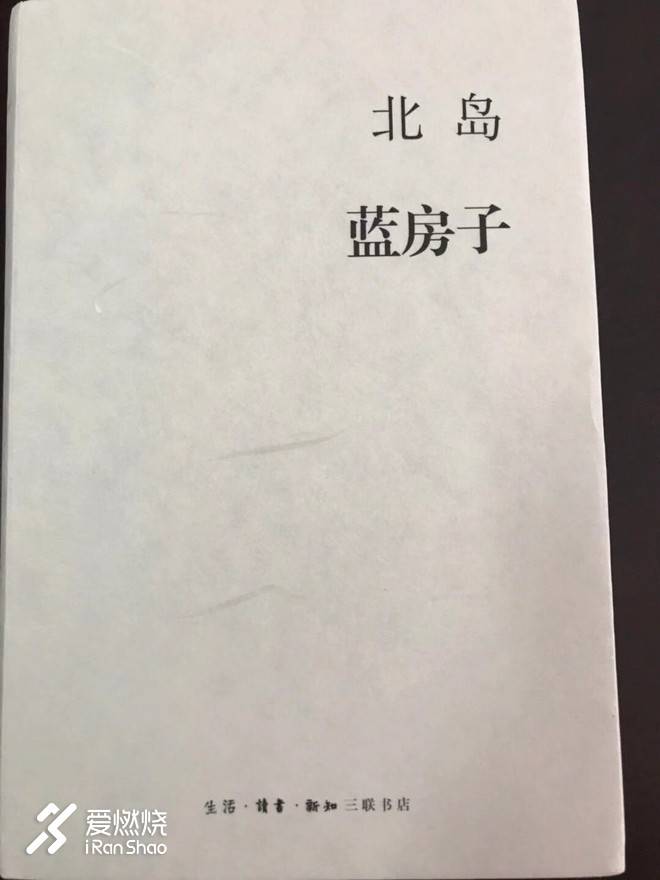 北 岛
蓝房子
生活·讀書·新知三联书店
爱燃烧
iRanShao